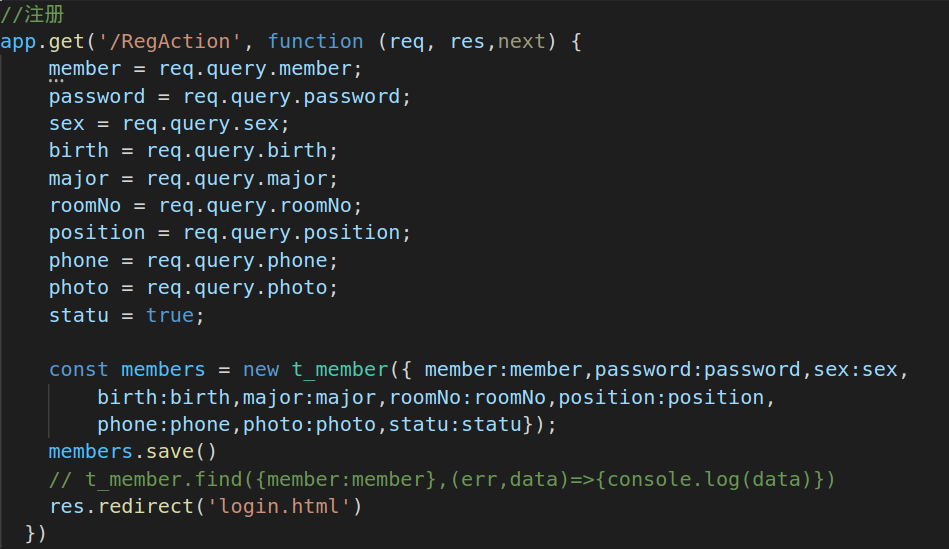 //注册
app.get('/RegAction', function (req, res,next) {
    member = req.query.member;
    password = req.query.password;
    sex = req.query.sex;
    birth = req.query.birth;
    major = req.query.major;
    roomNo = req.query.roomNo;
    position = req.query.position;
    phone = req.query.phone;
    photo = req.query.photo;
    statu = true;

    const members = new t_member({ member:member,password:password,sex:sex,
        birth:birth,major:major,roomNo:roomNo,position:position,
        phone:phone,photo:photo,statu:statu});
    members.save()
    // t_member.find({member:member},(err,data)=>{console.log(data)})
    res.redirect('login.html')
  })